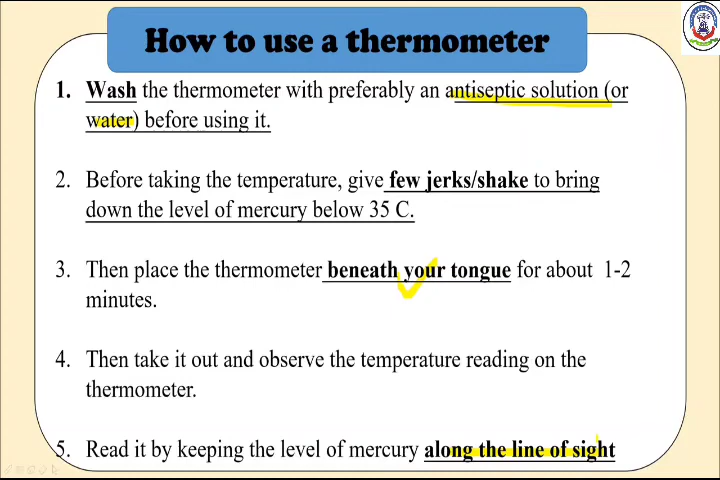 How to use a thermometer
1. Wash the thermometer with preferably an antiseptic solution (or
water) before using it.
2. Before taking the temperature, give few jerks/shake to bring
down the level of mercury below 35 C.
3. Then place the thermometer beneath your tongue for about 1-2
minutes.
4. Then take it out and observe the temperature reading on the
thermometer.
5. Read it by keeping the level of mercury along the line of sight